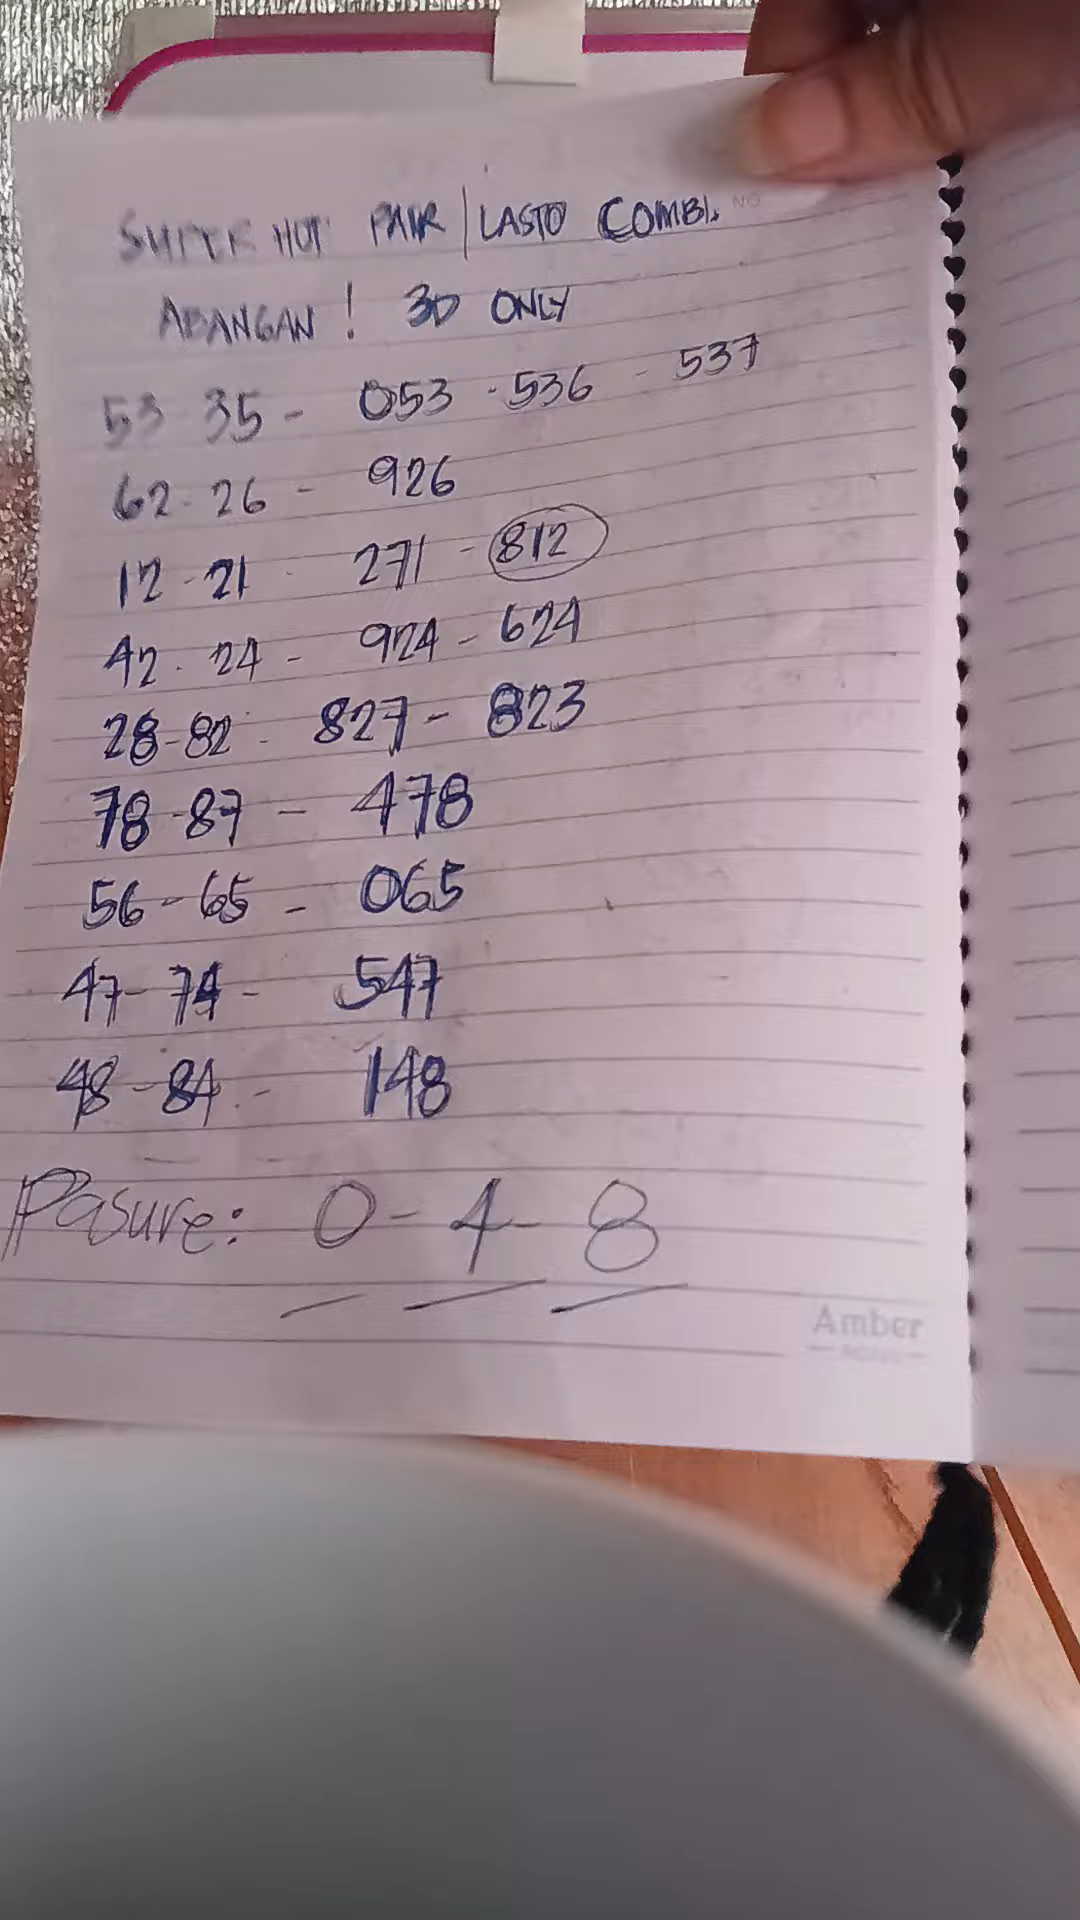 SUPER HOT PAIR | LASTO COMBI.
ABANGAN! 3D ONLY
53-35 - 053 - 536 - 537
62-26 - 926
12-21 - 271 - 812
42-24 - 924 - 624
28-82 - 827 - 823
78-87 - 478
56-65 - 065
47-74 - 547
48-84 - 148
Pasure: 0-4-8
Amber